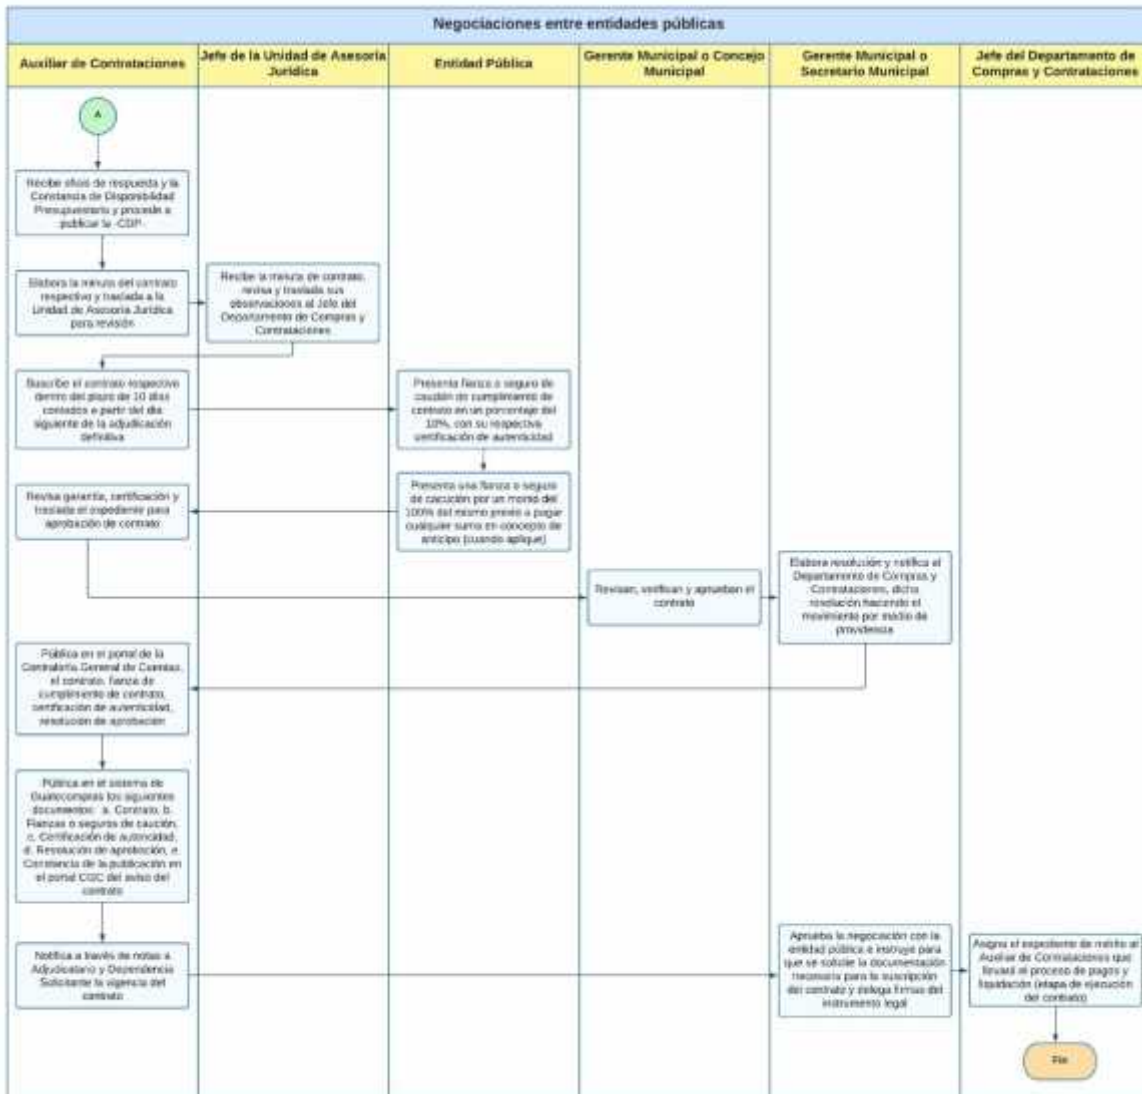 Negociaciones entre entidades públicas
Auxiliar de Contrataciones
Jefe de la Unidad de Asesoría
Jurídica
Entidad Pública
Gerente Municipal o Concejo
Municipal
Gerente Municipal o
Secretario Municipal
Jefe del Departamento de
Compras y Contrataciones
A
Recibe oficio de respuesta y la
Constancia de Disponibilidad
Presupuestario y procede a
publicar la -CDP-
Elabora la minuta del contrato
respectivo y traslada a la
Unidad de Asesoría Jurídica
para revisión
Recibe la minuta de contrato,
revisa y traslada sus
observaciones al Jefe del
Departamento de Compras y
Contrataciones
Suscribe el contrato respectivo
dentro del plazo de 10 días
contados a partir del día
siguiente de la adjudicación
definitiva
Presenta fianza o seguro de
caución de cumplimiento de
contrato en un porcentaje del
10%, con su respectiva
certificación de autenticidad
Presenta una fianza o seguro
de cacución por un monto del
100% del mismo previo a pagar
cualquier suma en concepto de
anticipo (cuando aplique)
Revisa garantía, certificación y
traslada el expediente para
aprobación de contrato
Revisan, verifican y aprueban el
contrato
Elabora resolución y notifica al
Departamento de Compras y
Contrataciones, dicha
resolución haciendo el
movimiento por medio de
providencia
Pública en el portal de la
Contraloría General de Cuentas,
el contrato, fianza de
cumplimiento de contrato,
certificación de autenticidad,
resolución de aprobación
Pública en el sistema de
Guatecompras los siguientes
documentos: a. Contrato, b.
Fianzas o seguros de caución,
c. Certificación de autencidad,
d. Resolución de aprobación, e.
Constancia de la publicación en
el portal CGC del aviso del
contrato
Notifica a través de notas a
Adjudicatario y Dependencia
Solicitante la vigencia del
contrato
Aprueba la negociación con la
entidad pública e instruye para
que se solicite la documentación
necesaria para la suscripción
del contrato y delega firmas del
instrumento legal
Asigna el expediente de mérito al
Auxiliar de Contrataciones que
llevará el proceso de pagos y
liquidación (etapa de ejecución
del contrato)
Fin